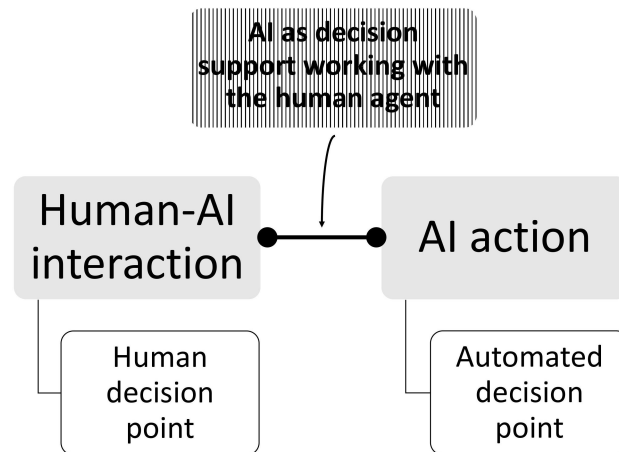 AI as decision
support working with
the human agent
Human-AI
interaction
AI action
Human
decision
point
Automated
decision
point